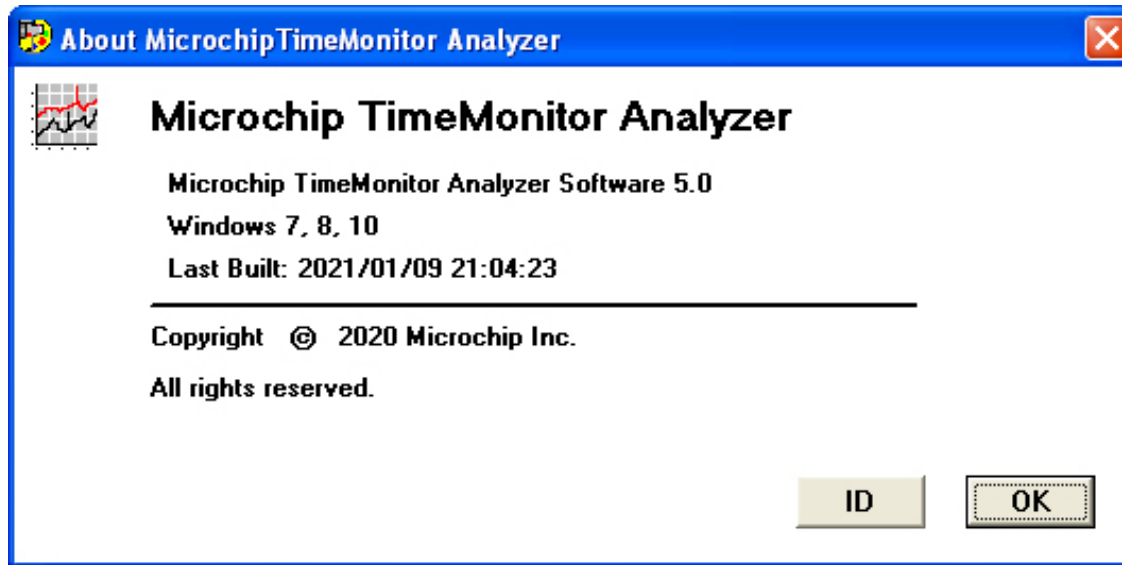 About MicrochipTimeMonitor Analyzer
Microchip TimeMonitor Analyzer
Microchip TimeMonitor Analyzer Software 5.0
Windows 7, 8, 10
Last Built: 2021/01/09 21:04:23
Copyright © 2020 Microchip Inc.
All rights reserved.
ID OK